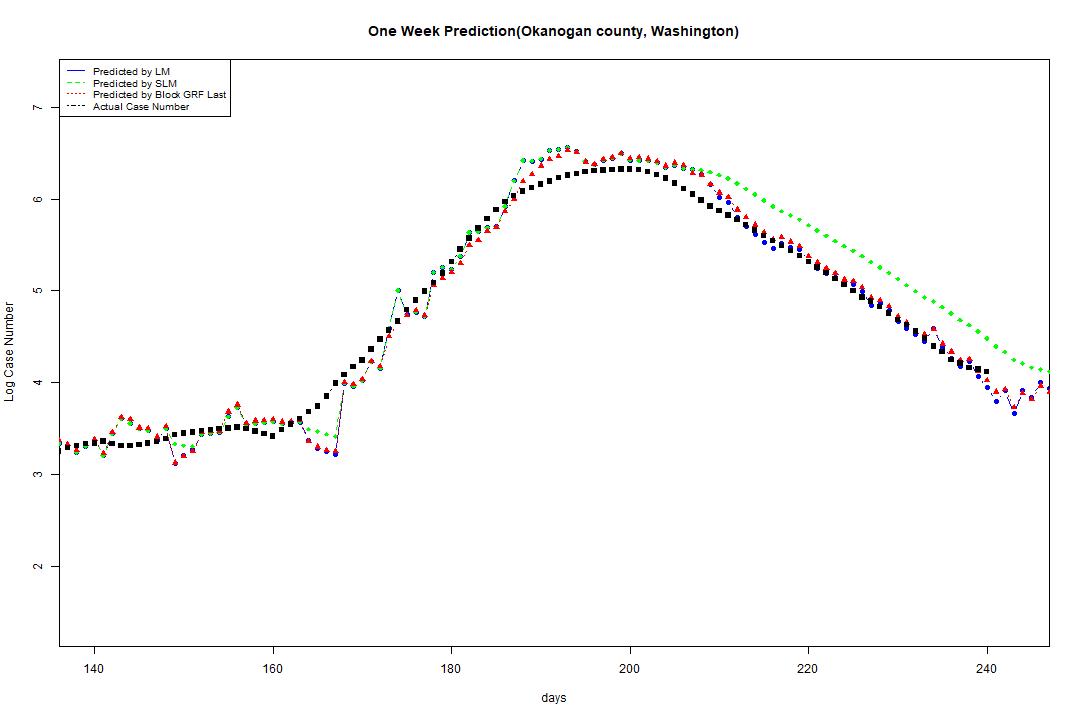 One Week Prediction(Okanogan county, Washington)
Predicted by LM
Predicted by SLM
Predicted by Block GRF Last
Actual Case Number
7
6
5
4
3
2
Log Case Number
140 160 180 200 220 240
days